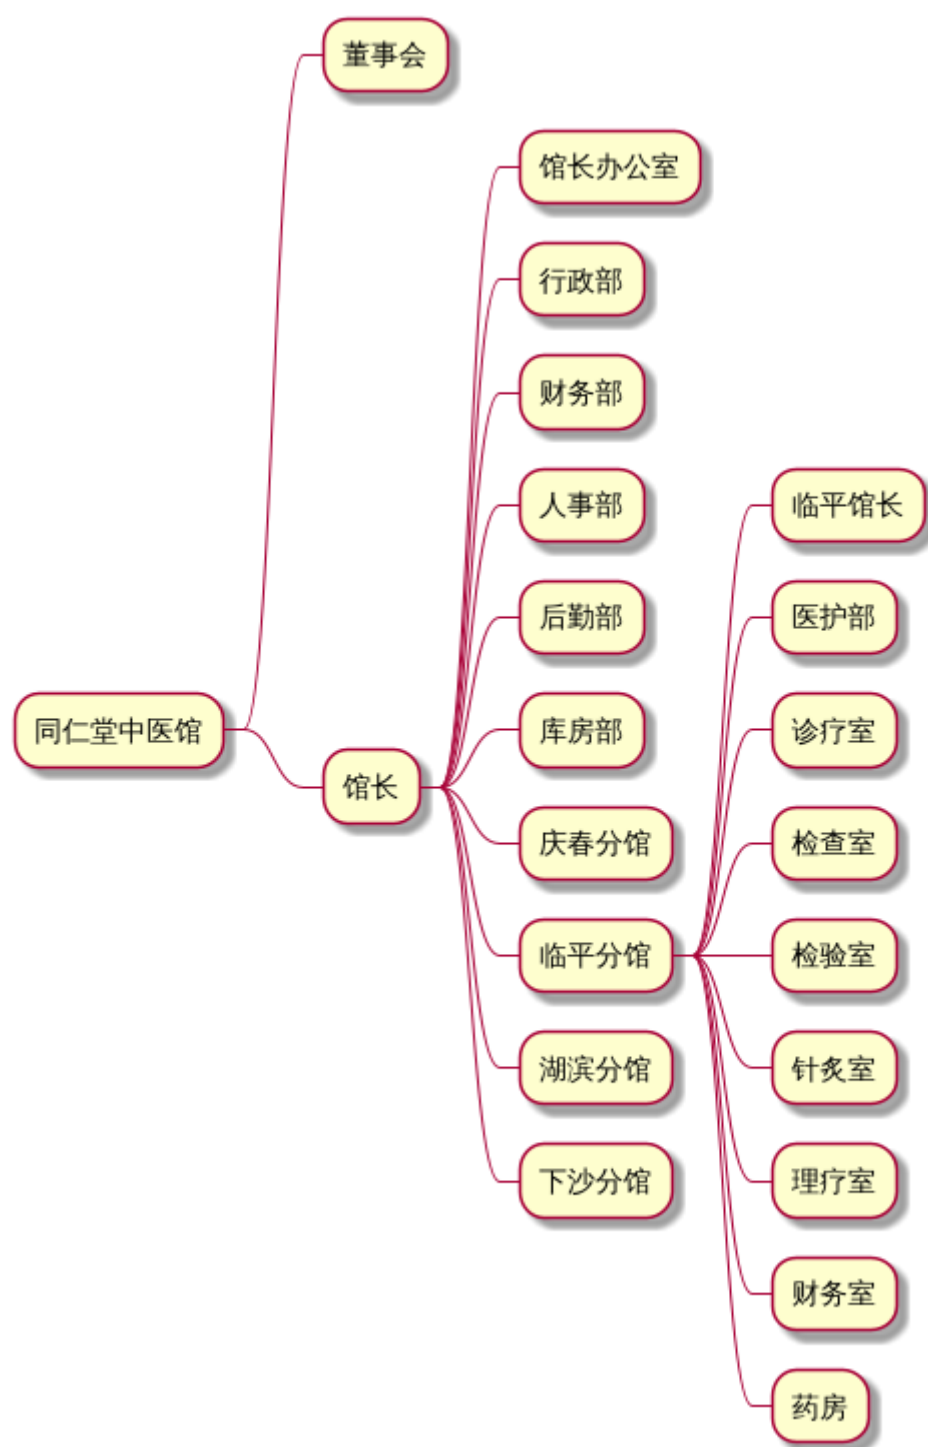 董事会
馆长办公室
行政部
财务部
人事部
临平馆长
后勤部
医护部
同仁堂中医馆
库房部
诊疗室
馆长
庆春分馆
检查室
临平分馆
检验室
湖滨分馆
针灸室
下沙分馆
理疗室
财务室
药房